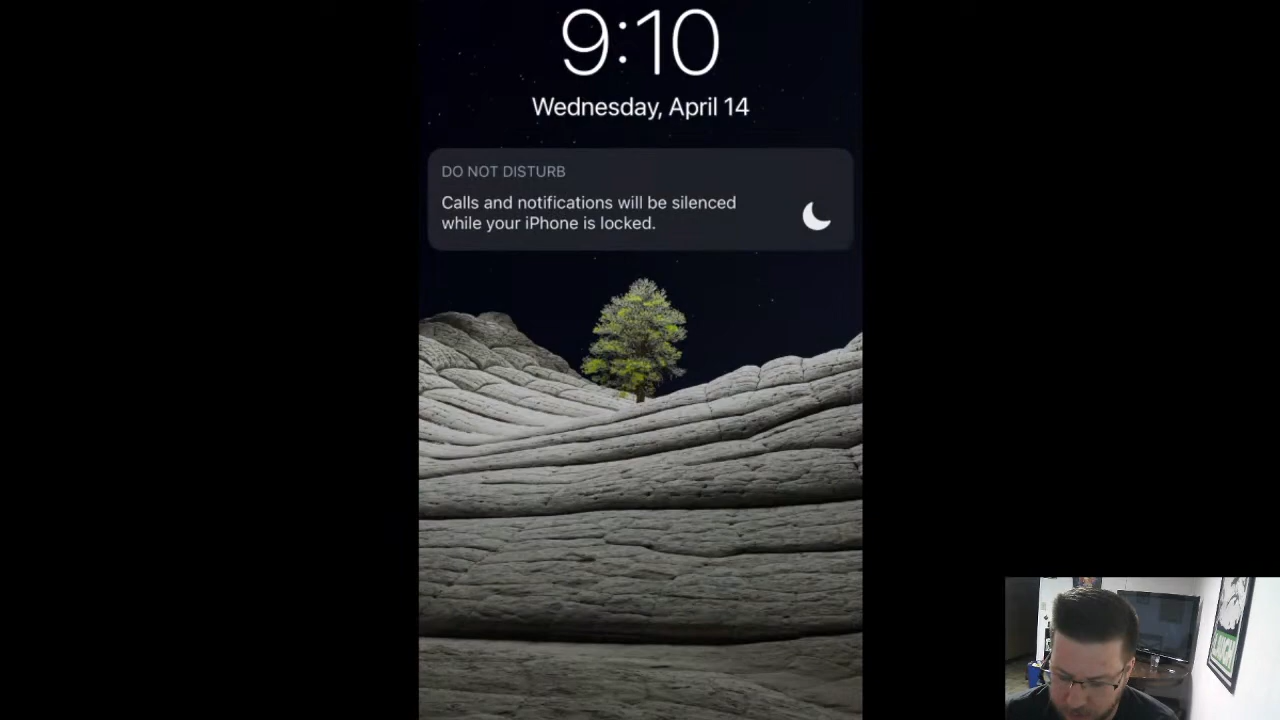 9:10
Wednesday, April 14
DO NOT DISTURB
Calls and notifications will be silenced
while your iPhone is locked.